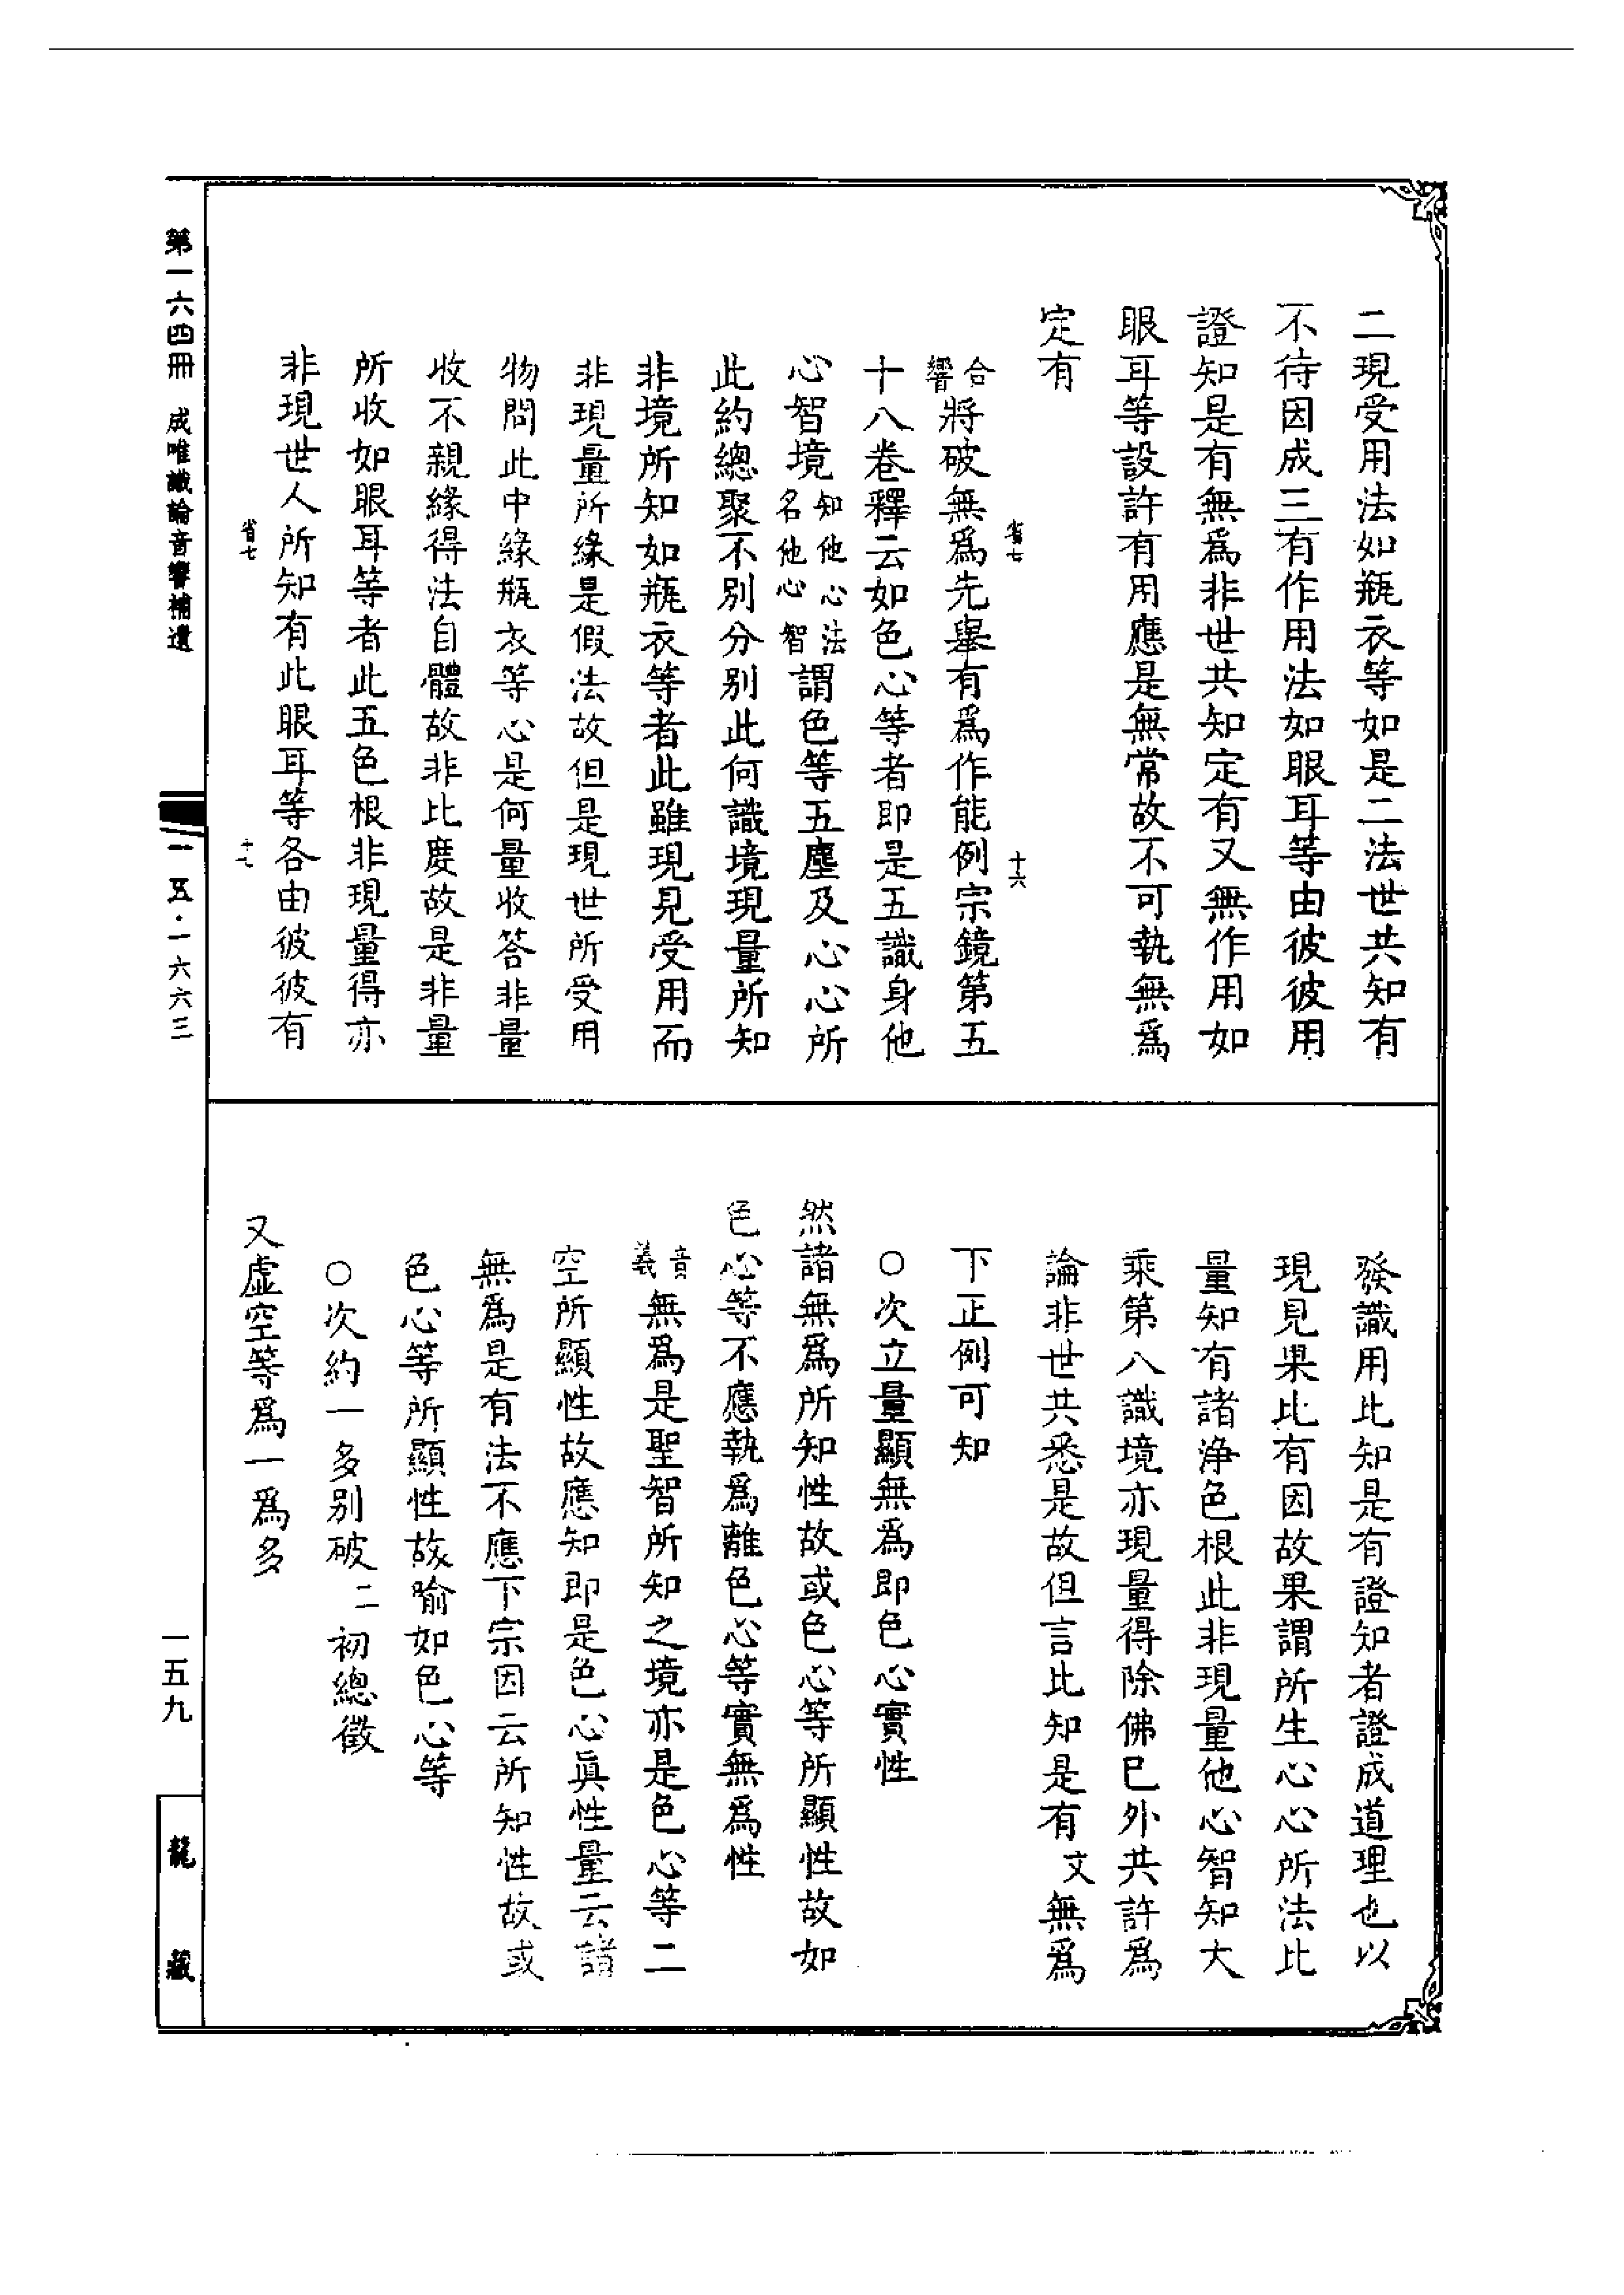 二現受用法如瓶衣等如是二法世共知有
不待因成三有作用法如眼耳等由彼彼用
證知是有無爲非世共知定有又無作用如
眼耳等設許有用應是無常故不可執無爲
定有
省七
十六
合響將破無爲先舉有爲作能例宗鏡第五
十八卷釋云如色心等者即是五識身他
心智境知他心法名他心智謂色等五塵及心心所
此約總聚不別分別此何識境現量所知
非境所知如瓶衣等者此雖現見受用而
非現量所緣是假法故但是現世所受用
物問此中緣瓶衣等心是何量收答非量
收不親緣得法自體故非比度故是非量
所收如眼耳等者此五色根非現量得亦
非現世人所知有此眼耳等各由彼彼有
省七
十七
發識用比知是有證知者證成道理也以
現見果比有因故果謂所生心心所法比
量知有諸淨色根此非現量他心智知大
乘第八識境亦現量得除佛巳外共許爲
論非世共悉是故但言比知是有文無爲
下正例可知
○次立量顯無爲即色心實性
然諸無爲所知性故或色心等所顯性故如
色心等不應執爲離色心等實無爲性
音義無爲是聖智所知之境亦是色心等二
空所顯性故應知即是色心眞性量云諸
無爲是有法不應下宗因云所知性故或
色心等所顯性故喻如色心等
○次約一多別破二初總徵
又虛空等爲一爲多
第一六四冊 成唯識論音響補遺
一一五·一六六三
一五九
龍藏